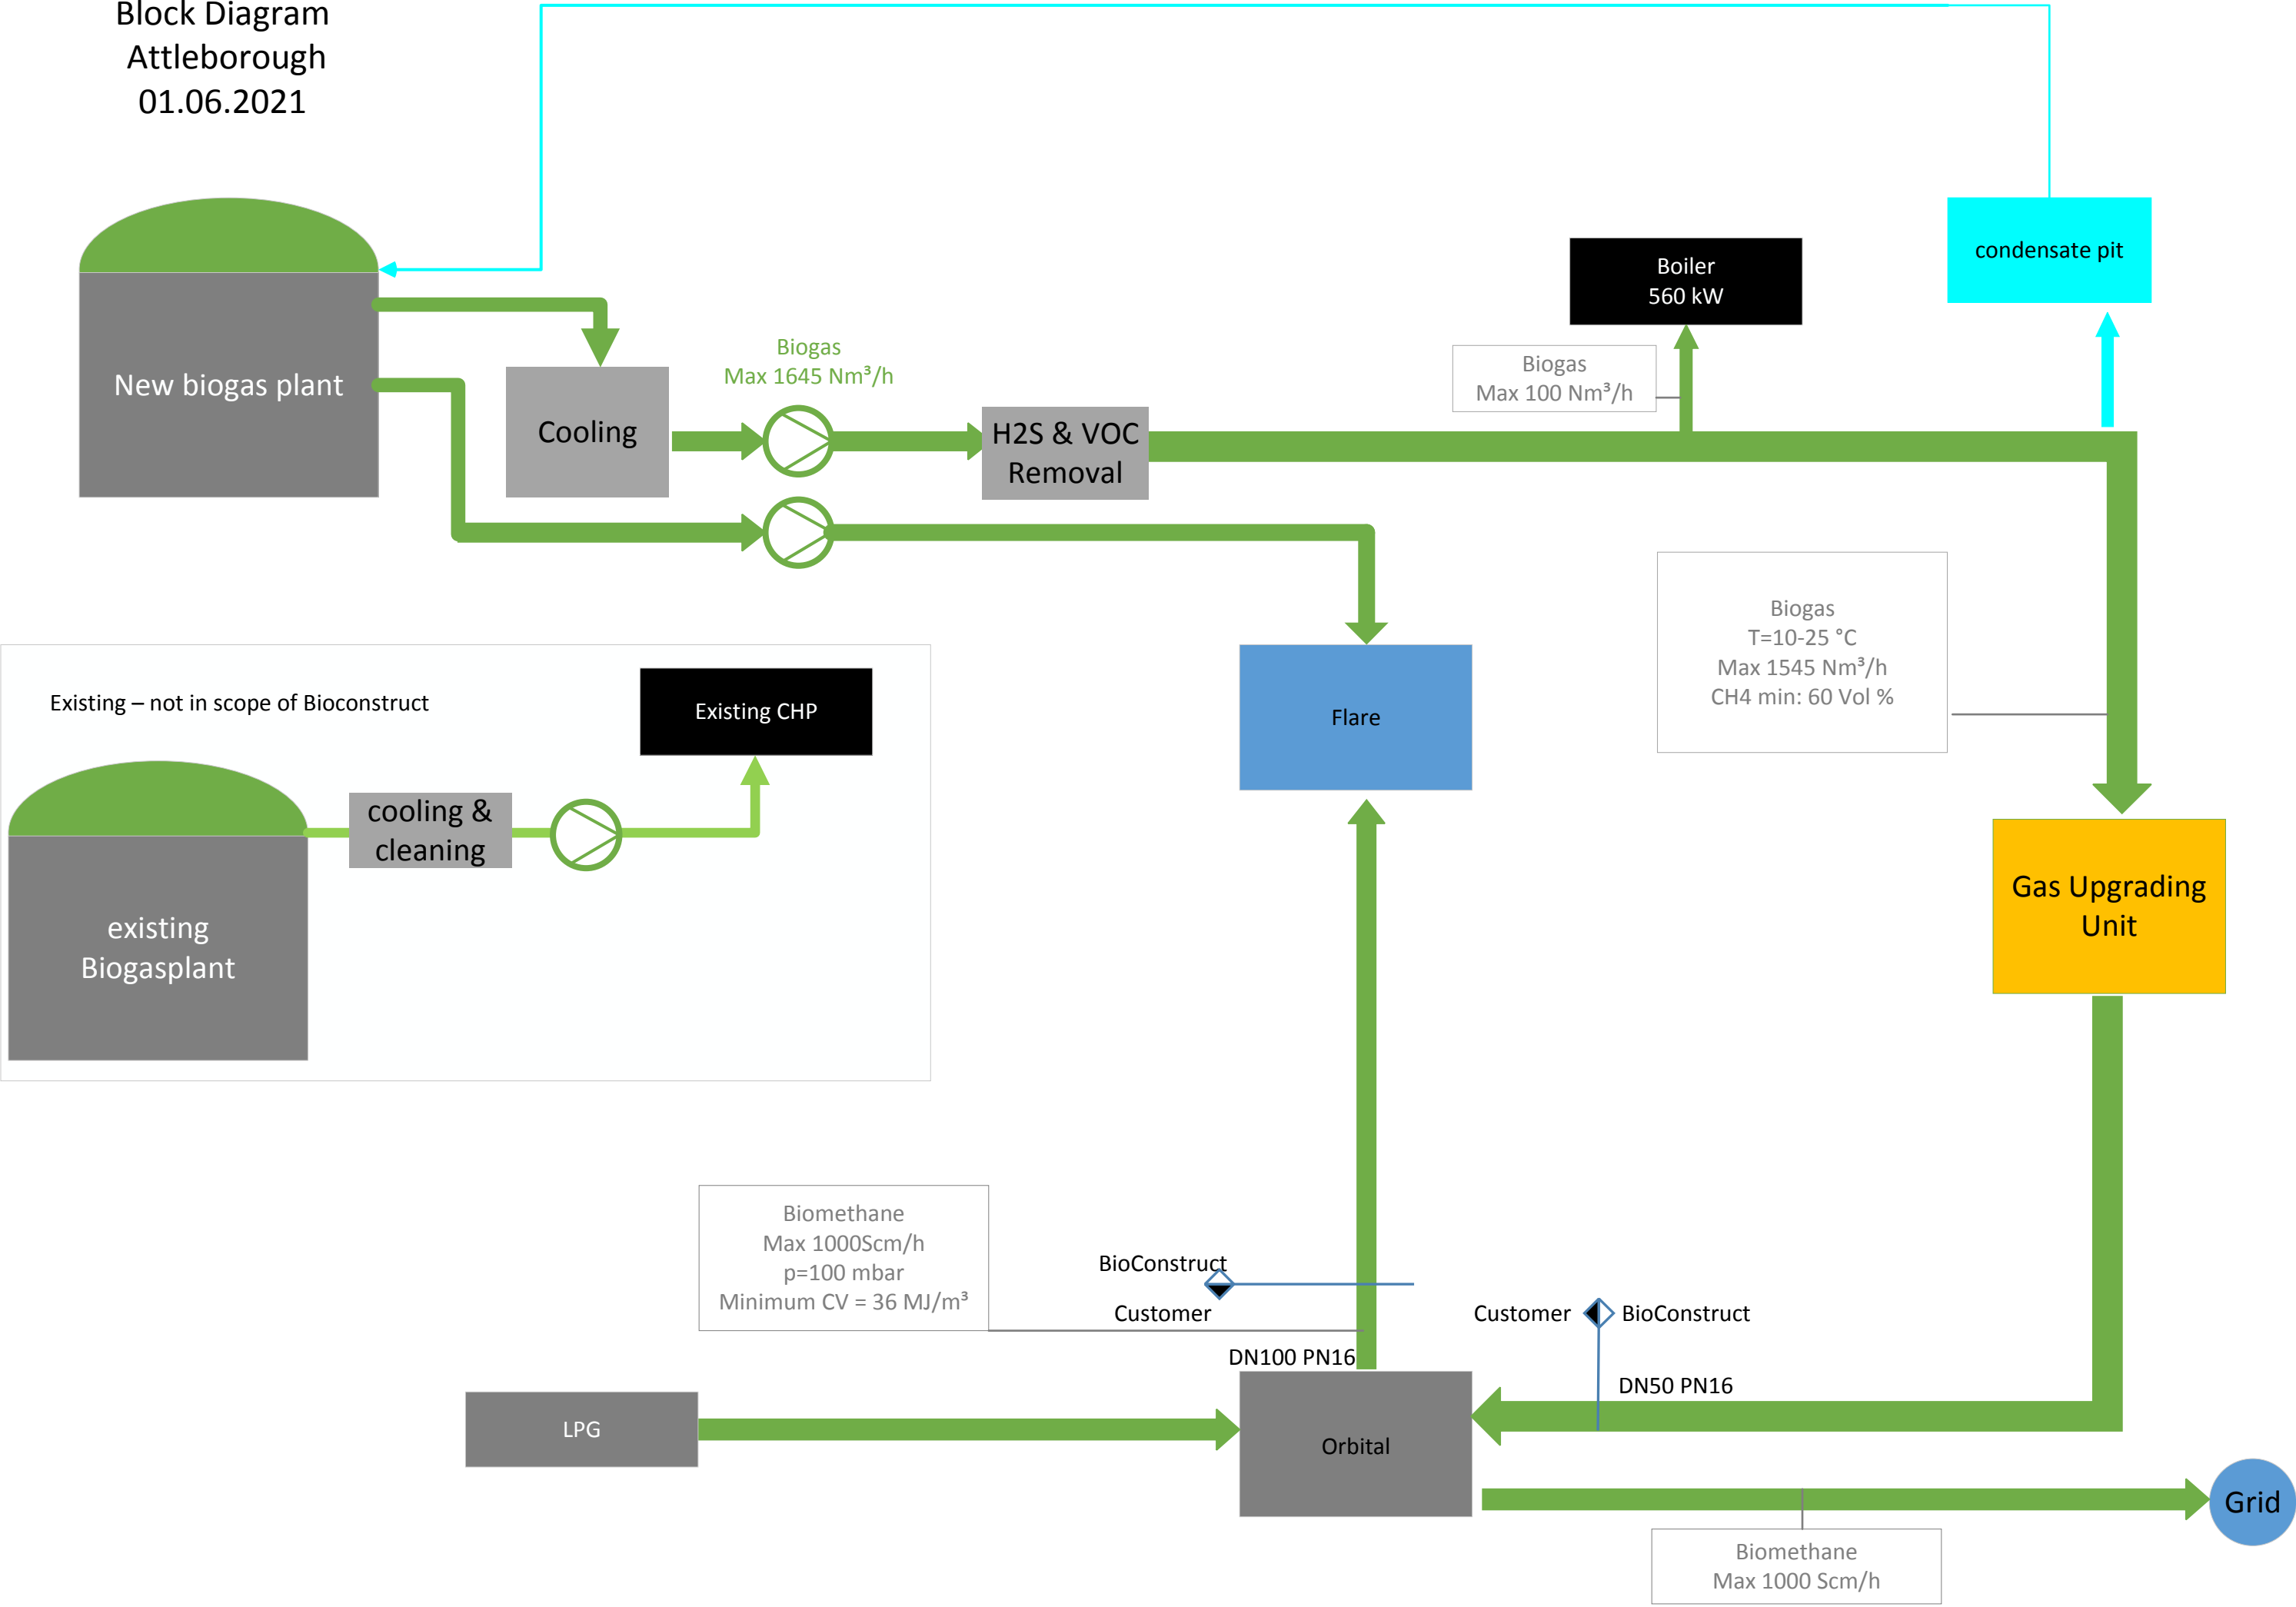 Block Diagram
Attleborough
01.06.2021
condensate pit
Boiler
560 kW
Biogas
Max 1645 Nm³/h
Biogas
Max 100 Nm³/h
New biogas plant
Cooling
H2S & VOC
Removal
Biogas
T=10-25 °C
Max 1545 Nm³/h
CH4 min: 60 Vol %
Existing – not in scope of Bioconstruct
Existing CHP
Flare
cooling &
cleaning
existing
Biogasplant
Gas Upgrading
Unit
Biomethane
Max 1000Scm/h
p=100 mbar
Minimum CV = 36 MJ/m³
BioConstruct
Customer
Customer
BioConstruct
DN100 PN16
DN50 PN16
LPG
Orbital
Grid
Biomethane
Max 1000 Scm/h